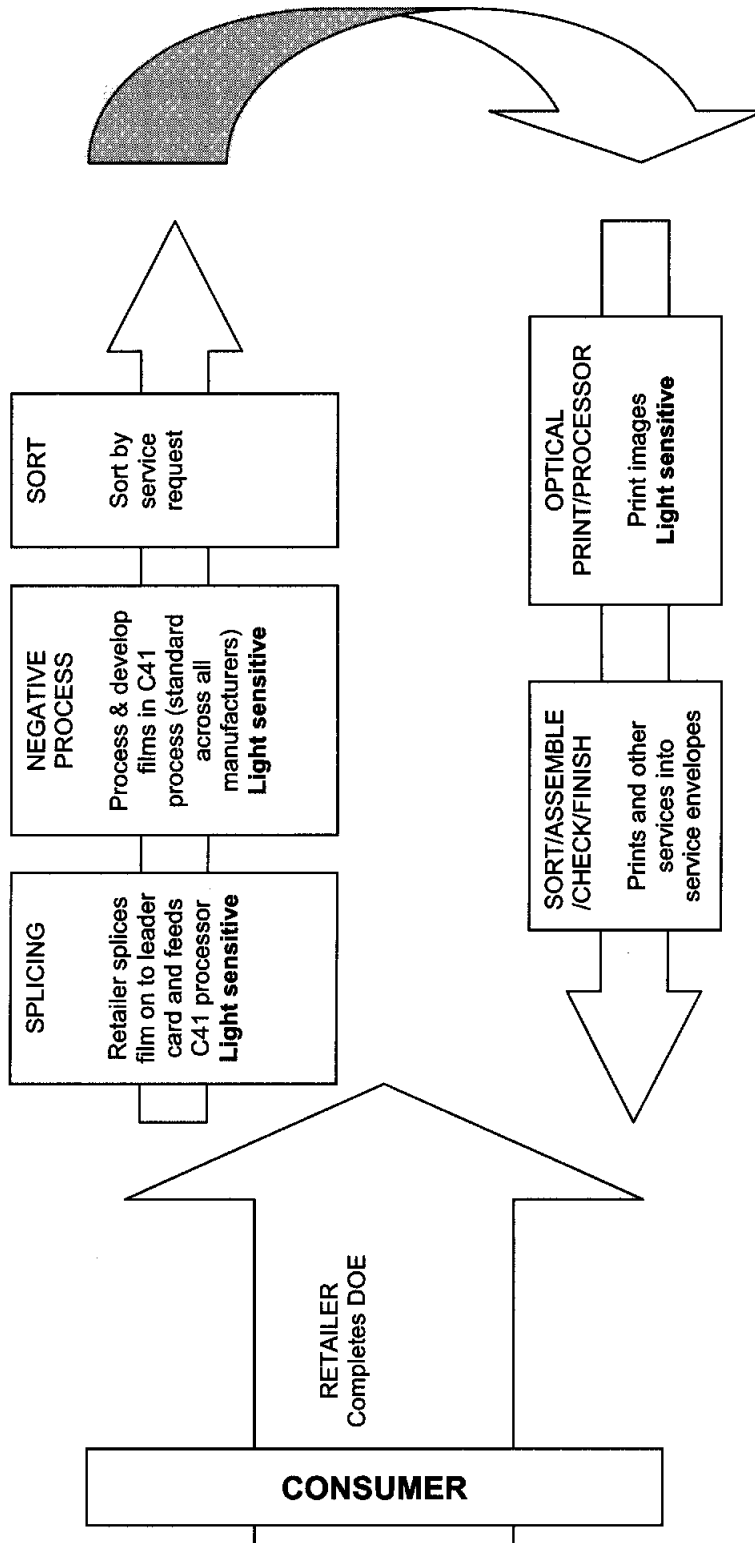 CONSUMER
RETAILER
Completes DOE
SPLICING
Retailer splices
film on to leader
card and feeds
C41 processor
Light sensitive
NEGATIVE
PROCESS
Process & develop
films in C41
process (standard
across all
manufacturers)
Light sensitive
SORT
Sort by
service
request
OPTICAL
PRINT/PROCESSOR
Print images
Light sensitive
SORT/ASSEMBLE
/CHECK/FINISH
Prints and other
services into
service envelopes